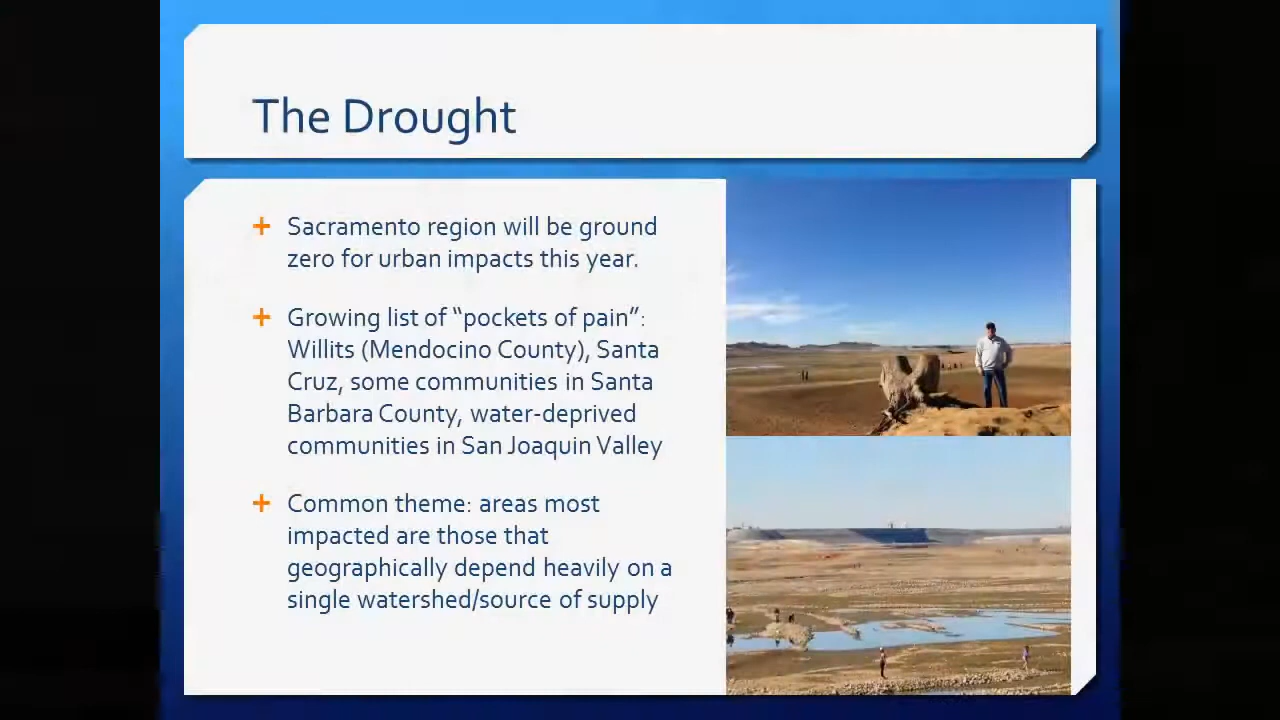 The Drought
+ Sacramento region will be ground
zero for urban impacts this year.
+ Growing list of “pockets of pain”:
Willits (Mendocino County), Santa
Cruz, some communities in Santa
Barbara County, water-deprived
communities in San Joaquin Valley
+ Common theme: areas most
impacted are those that
geographically depend heavily on a
single watershed/source of supply